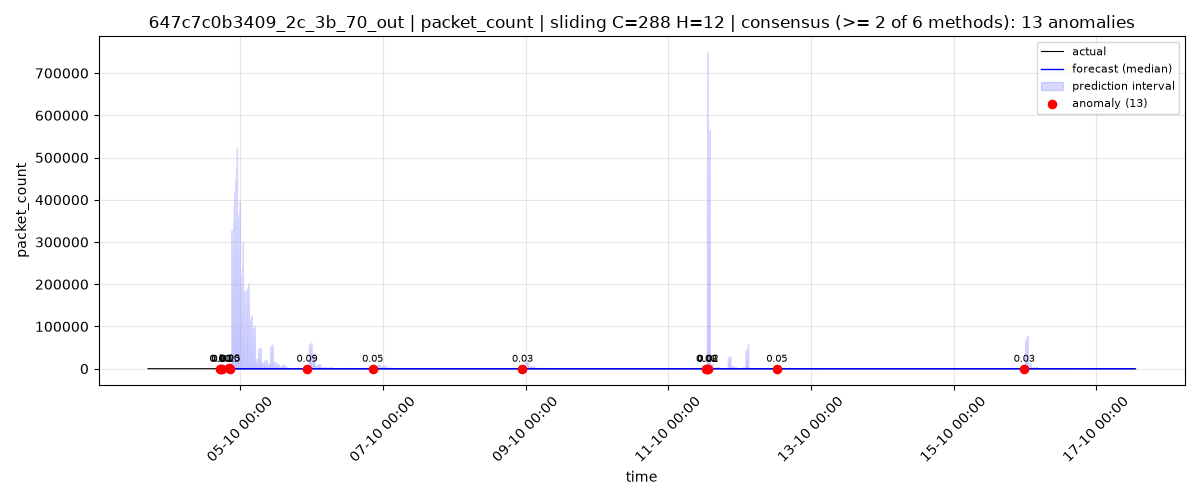 647c7c0b3409_2c_3b_70_out | packet_count | sliding C=288 H=12 | consensus (>= 2 of 6 methods): 13 anomalies
actual
forecast (median)
prediction interval
anomaly (13)
packet_count
700000
600000
500000
400000
300000
200000
100000
0
0.09
0.05
0.03
0.05
0.03
05-10 00:00
07-10 00:00
09-10 00:00
11-10 00:00
13-10 00:00
15-10 00:00
17-10 00:00
time